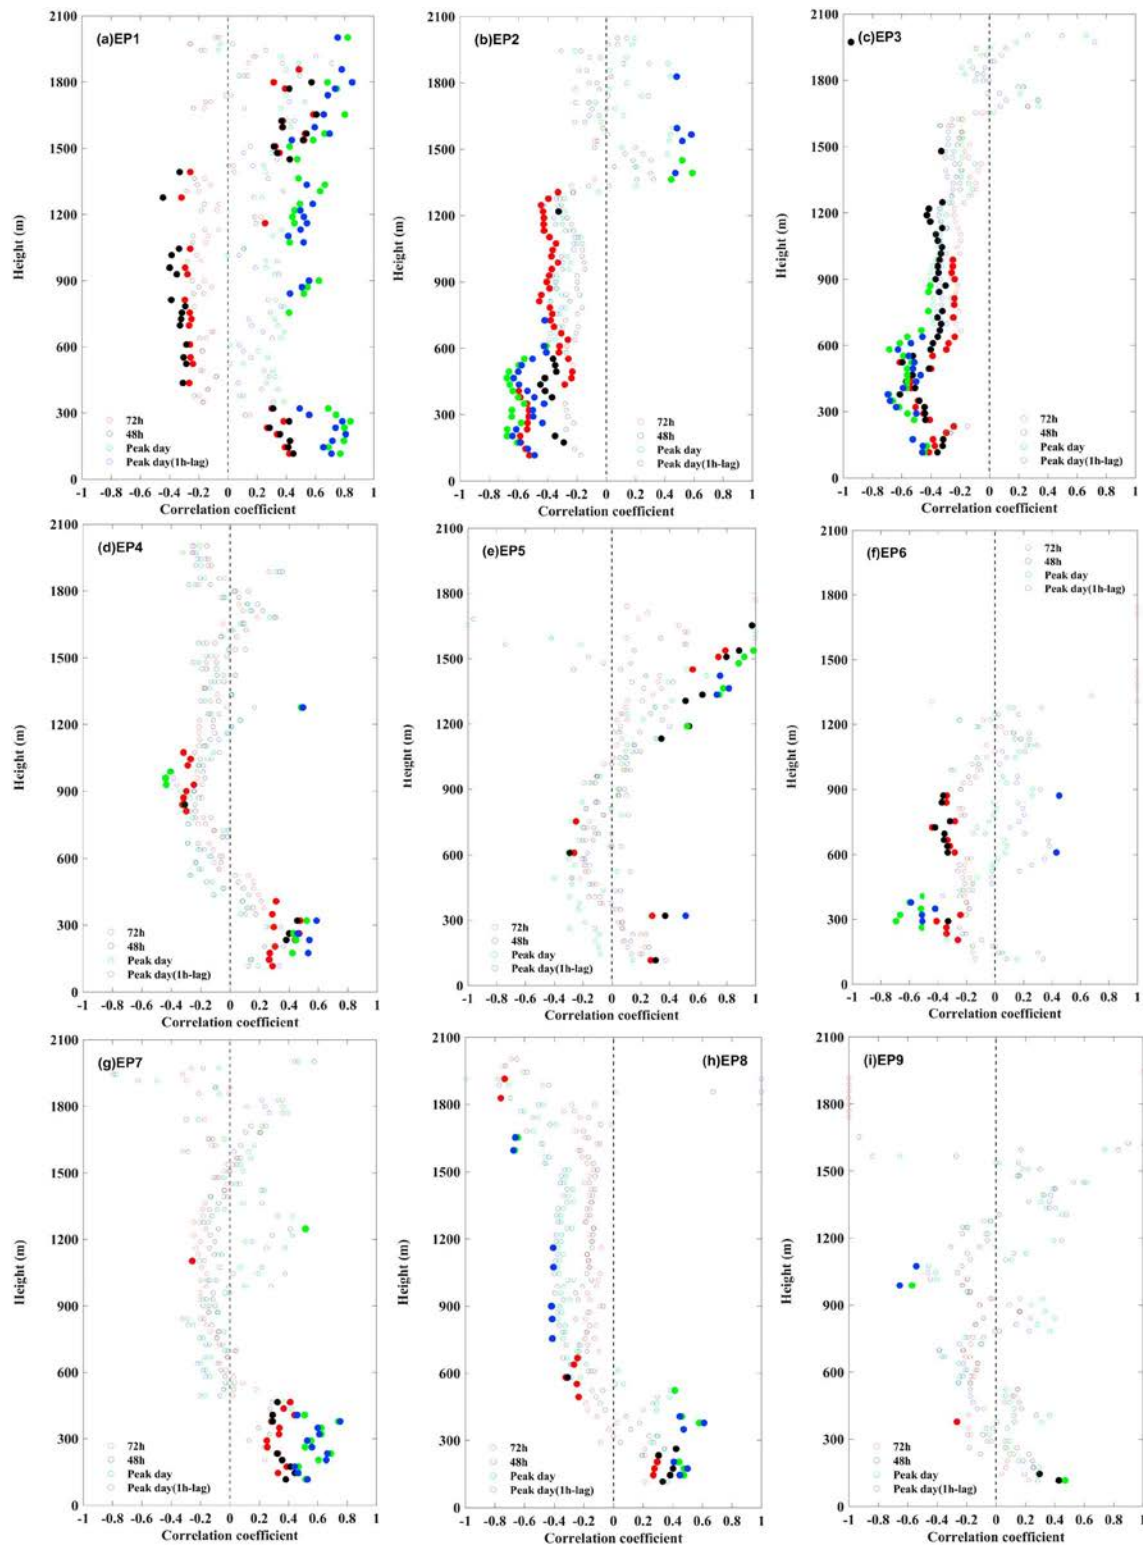 (a)EP1
2100
1800
1500
1200
900
600
300
0
Height (m)
72h
48h
Peak day
Peak day(1h-lag)
-1 -0.8 -0.6 -0.4 -0.2 0 0.2 0.4 0.6 0.8 1
Correlation coefficient
(b)EP2
2100
1800
1500
1200
900
600
300
0
Height (m)
72h
48h
Peak day
Peak day(1h-lag)
-1 -0.8 -0.6 -0.4 -0.2 0 0.2 0.4 0.6 0.8 1
Correlation coefficient
(c)EP3
2100
1800
1500
1200
900
600
300
0
Height (m)
72h
48h
Peak day
Peak day(1h-lag)
-1 -0.8 -0.6 -0.4 -0.2 0 0.2 0.4 0.6 0.8 1
Correlation coefficient
(d)EP4
2100
1800
1500
1200
900
600
300
0
Height (m)
72h
48h
Peak day
Peak day(1h-lag)
-1 -0.8 -0.6 -0.4 -0.2 0 0.2 0.4 0.6 0.8 1
Correlation coefficient
(e)EP5
2100
1800
1500
1200
900
600
300
0
Height (m)
72h
48h
Peak day
Peak day(1h-lag)
-1 -0.8 -0.6 -0.4 -0.2 0 0.2 0.4 0.6 0.8 1
Correlation coefficient
(f)EP6
2100
1800
1500
1200
900
600
300
0
Height (m)
72h
48h
Peak day
Peak day(1h-lag)
-1 -0.8 -0.6 -0.4 -0.2 0 0.2 0.4 0.6 0.8 1
Correlation coefficient
(g)EP7
2100
1800
1500
1200
900
600
300
0
Height (m)
72h
48h
Peak day
Peak day(1h-lag)
-1 -0.8 -0.6 -0.4 -0.2 0 0.2 0.4 0.6 0.8 1
Correlation coefficient
(h)EP8
2100
1800
1500
1200
900
600
300
0
Height (m)
72h
48h
Peak day
Peak day(1h-lag)
-1 -0.8 -0.6 -0.4 -0.2 0 0.2 0.4 0.6 0.8 1
Correlation coefficient
(i)EP9
2100
1800
1500
1200
900
600
300
0
Height (m)
72h
48h
Peak day
Peak day(1h-lag)
-1 -0.8 -0.6 -0.4 -0.2 0 0.2 0.4 0.6 0.8 1
Correlation coefficient